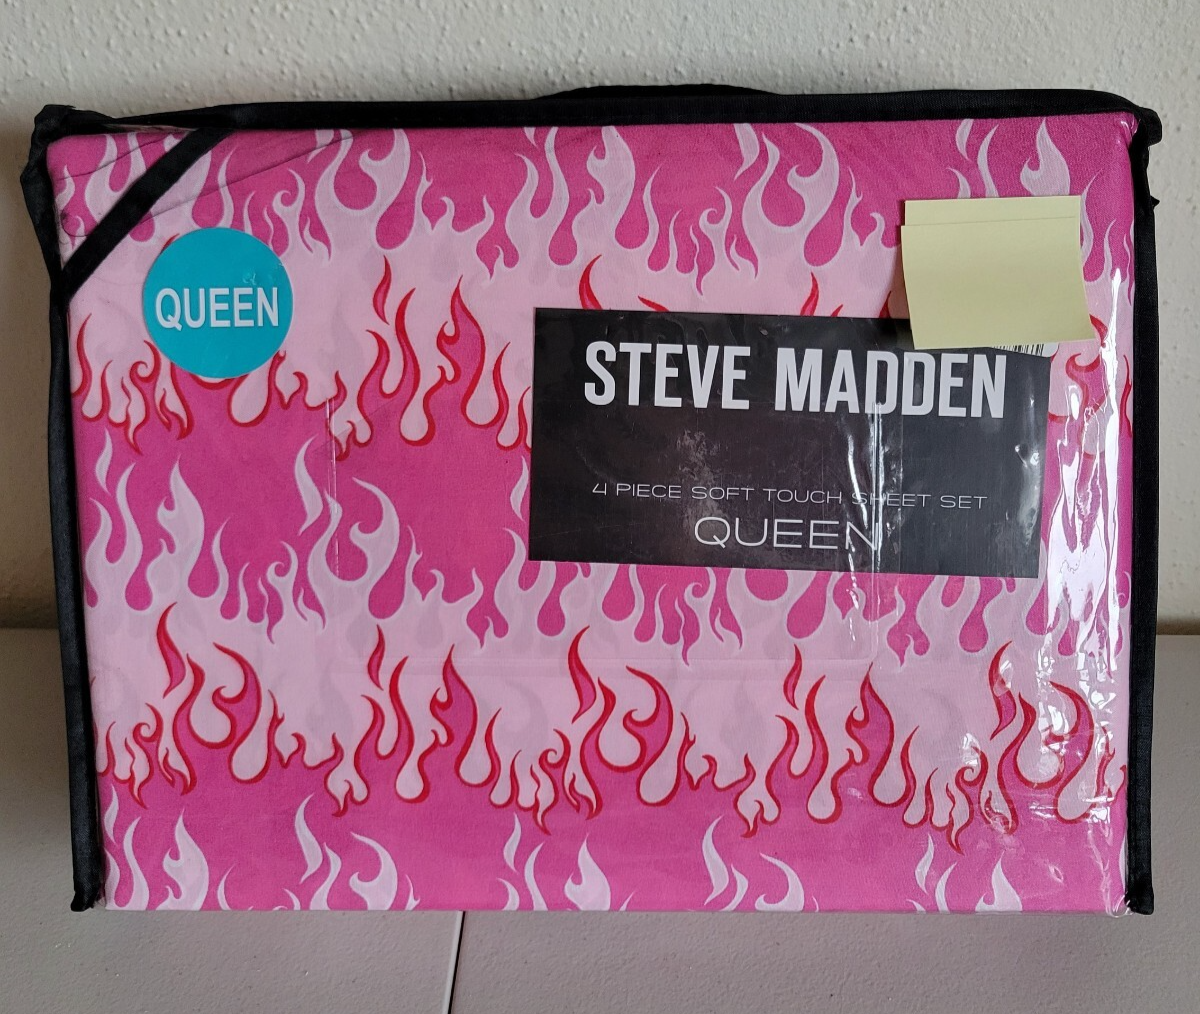 QUEEN
STEVE MADDEN
4 PIECE SOFT TOUCH SHEET SET
QUEEN